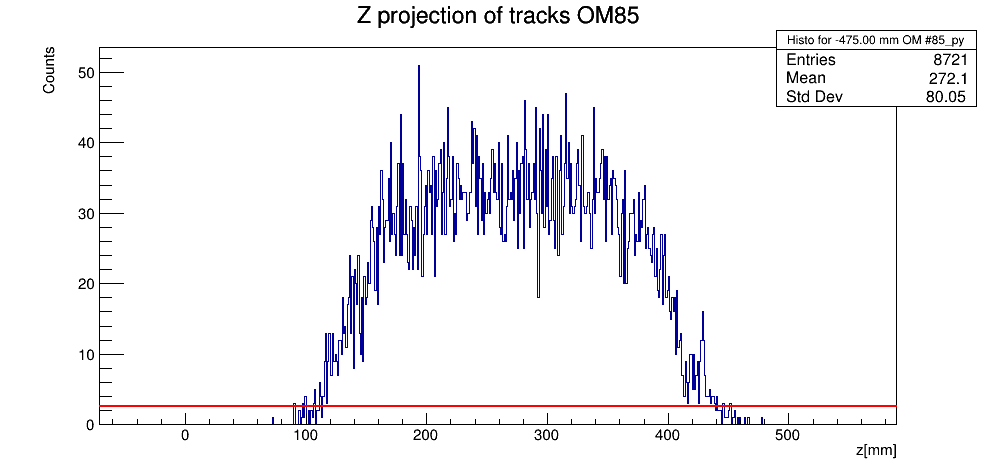 Z projection of tracks OM85
Histo for -475.00 mm OM #85_py
Entries 8721
Mean 272.1
Std Dev 80.05
Counts
50
40
30
20
10
0
0 100 200 300 400 500
z[mm]